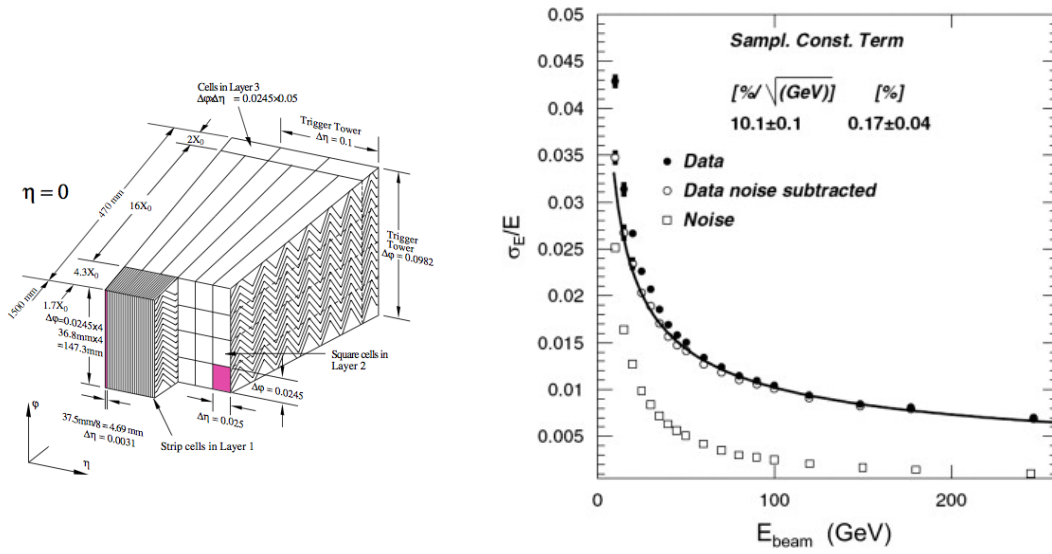 Cells in Layer 3
ΔφxΔη = 0.0245×0.05
Trigger Tower
Δη = 0.1
2X₀
η = 0
470 mm
16X₀
Trigger
Tower
Δφ = 0.0982
4.3X₀
1500 mm
1.7X₀
Δφ=0.0245x4
36.8mmx4
=147.3mm
Square cells in
Layer 2
Δφ = 0.0245
Δη = 0.025
37.5mm/8 = 4.69 mm
Δη = 0.0031
Strip cells in Layer 1
φ
η
0.05
0.045
0.04
0.035
0.03
0.025
0.02
0.015
0.01
0.005
σE/E
Sampl. Const. Term
[%/√(GeV)] [%]
10.1±0.1 0.17±0.04
Data
Data noise subtracted
Noise
0 100 200
Ebeam (GeV)